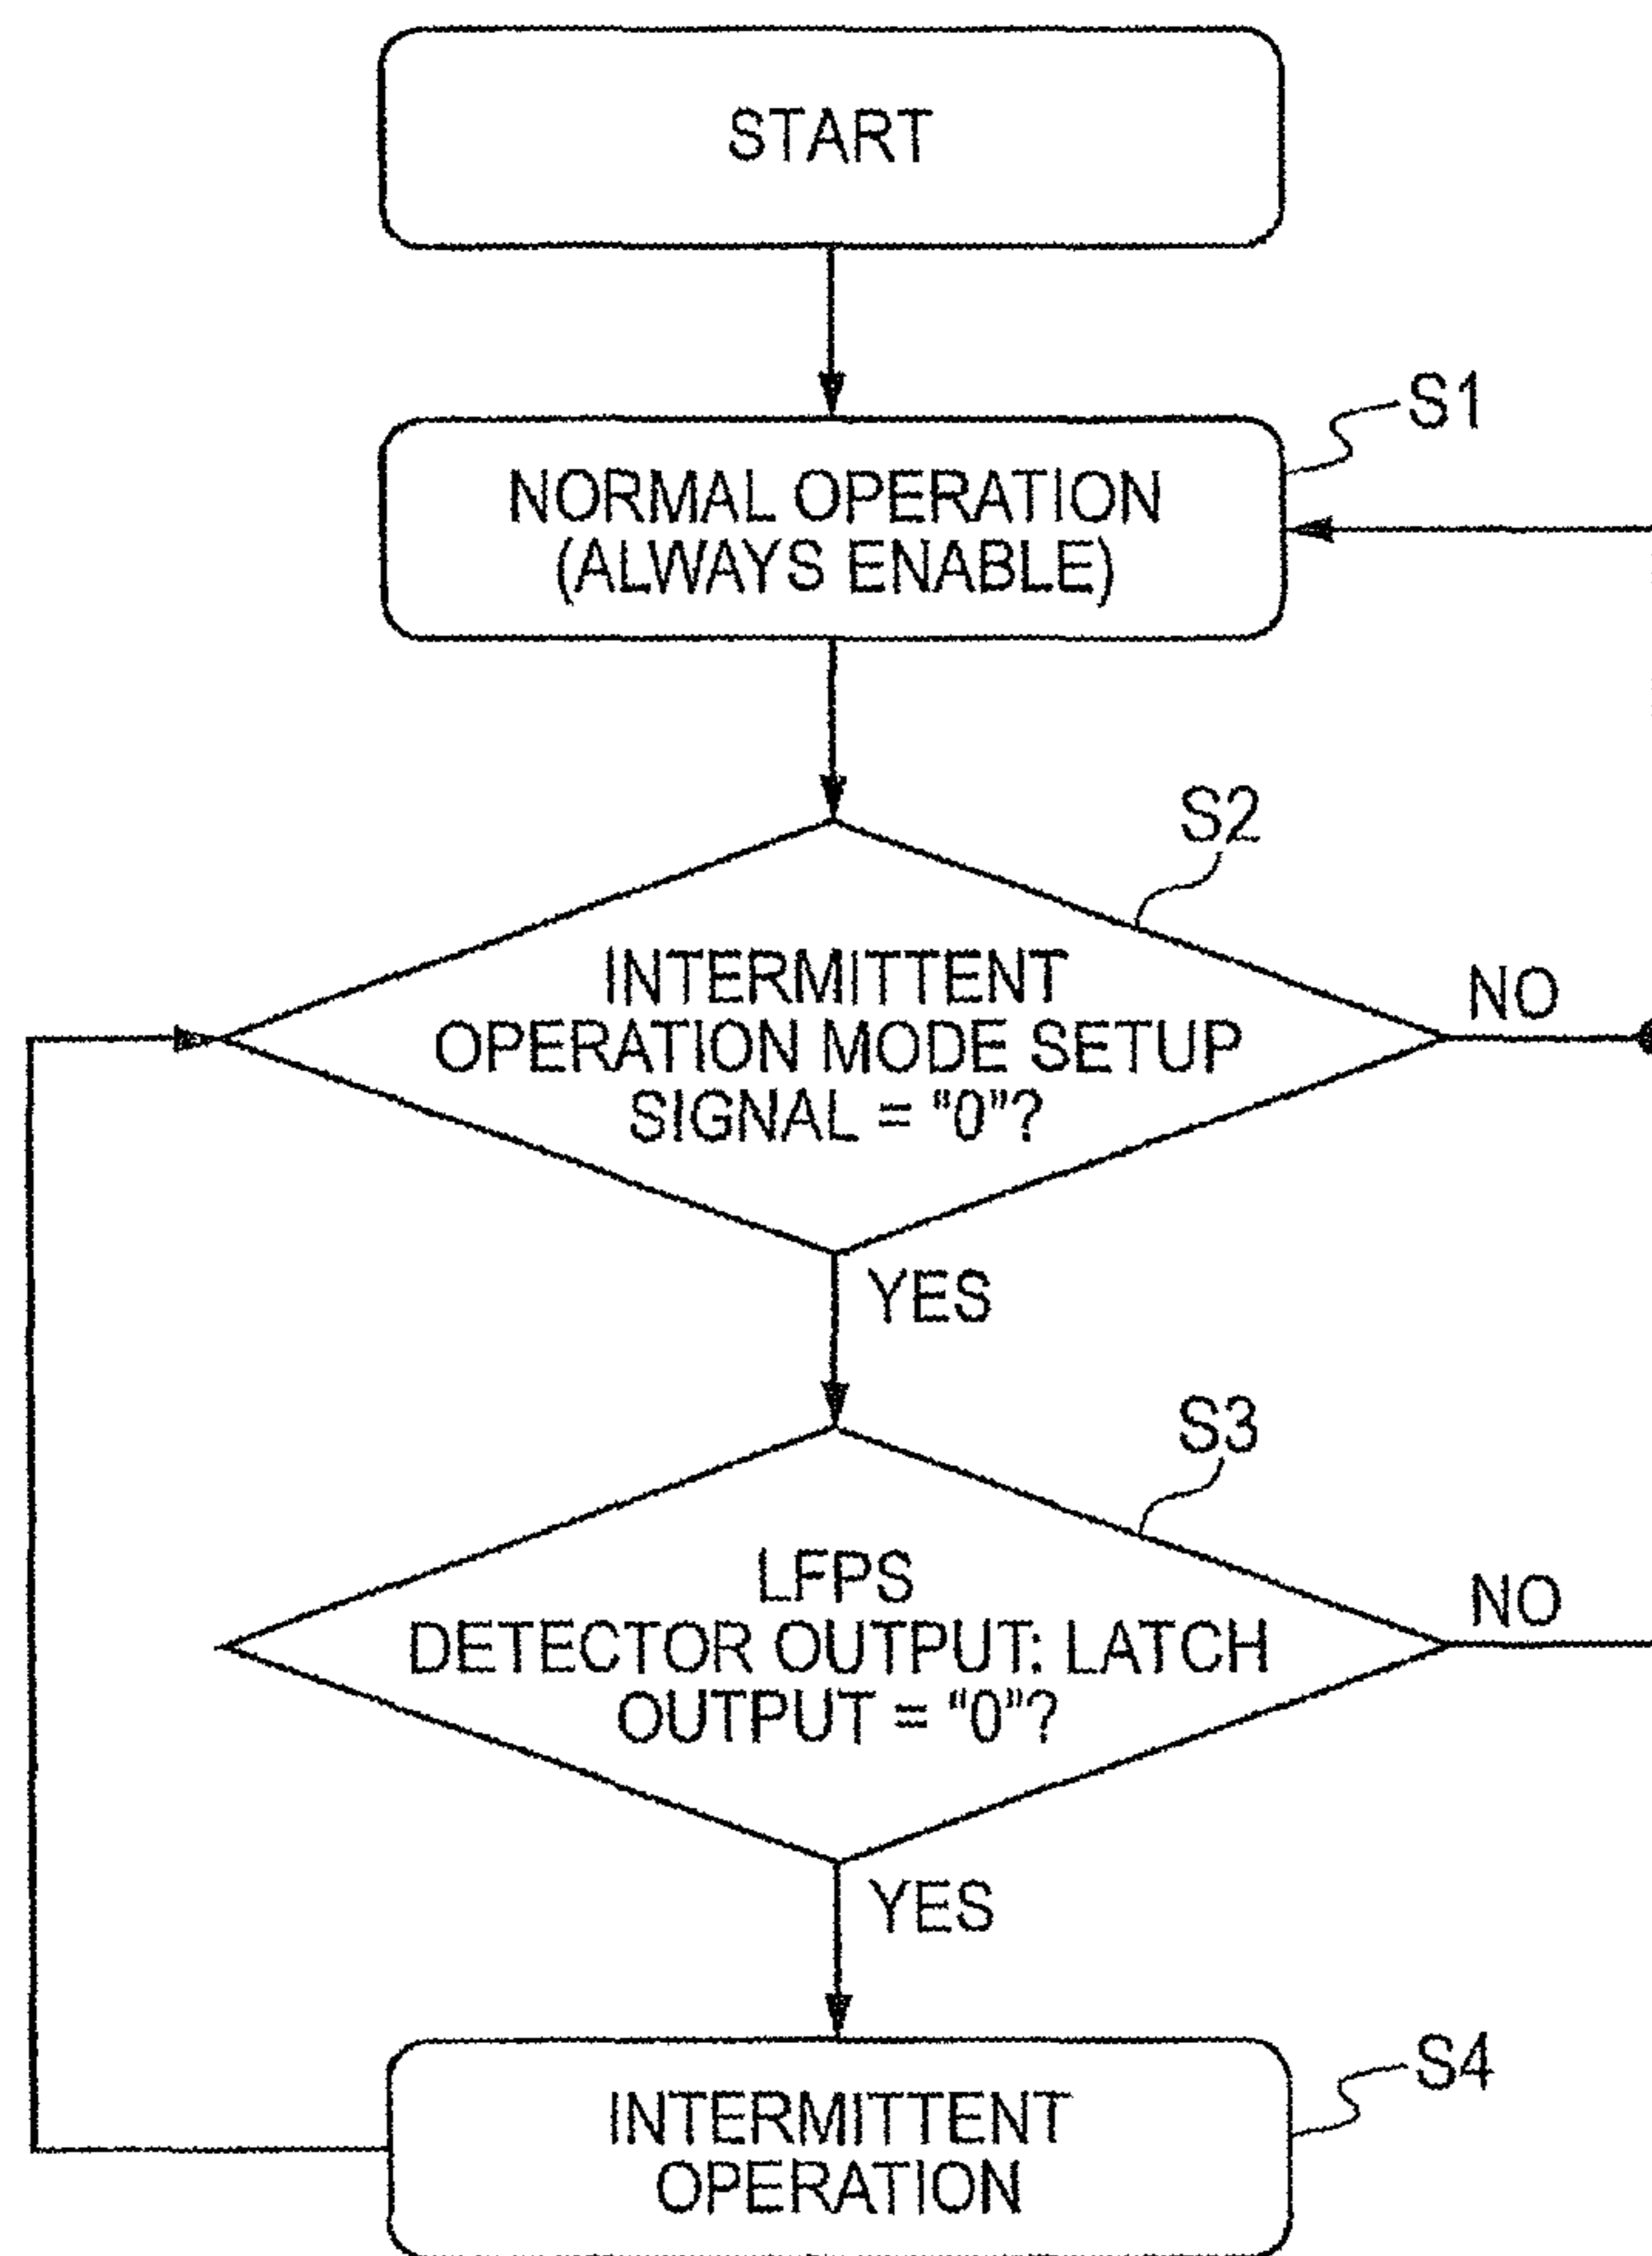 START
S1
NORMAL OPERATION
(ALWAYS ENABLE)
S2
INTERMITTENT
OPERATION MODE SETUP
SIGNAL = "0"?
NO
YES
S3
LFPS
DETECTOR OUTPUT: LATCH
OUTPUT = "0"?
NO
YES
S4
INTERMITTENT
OPERATION